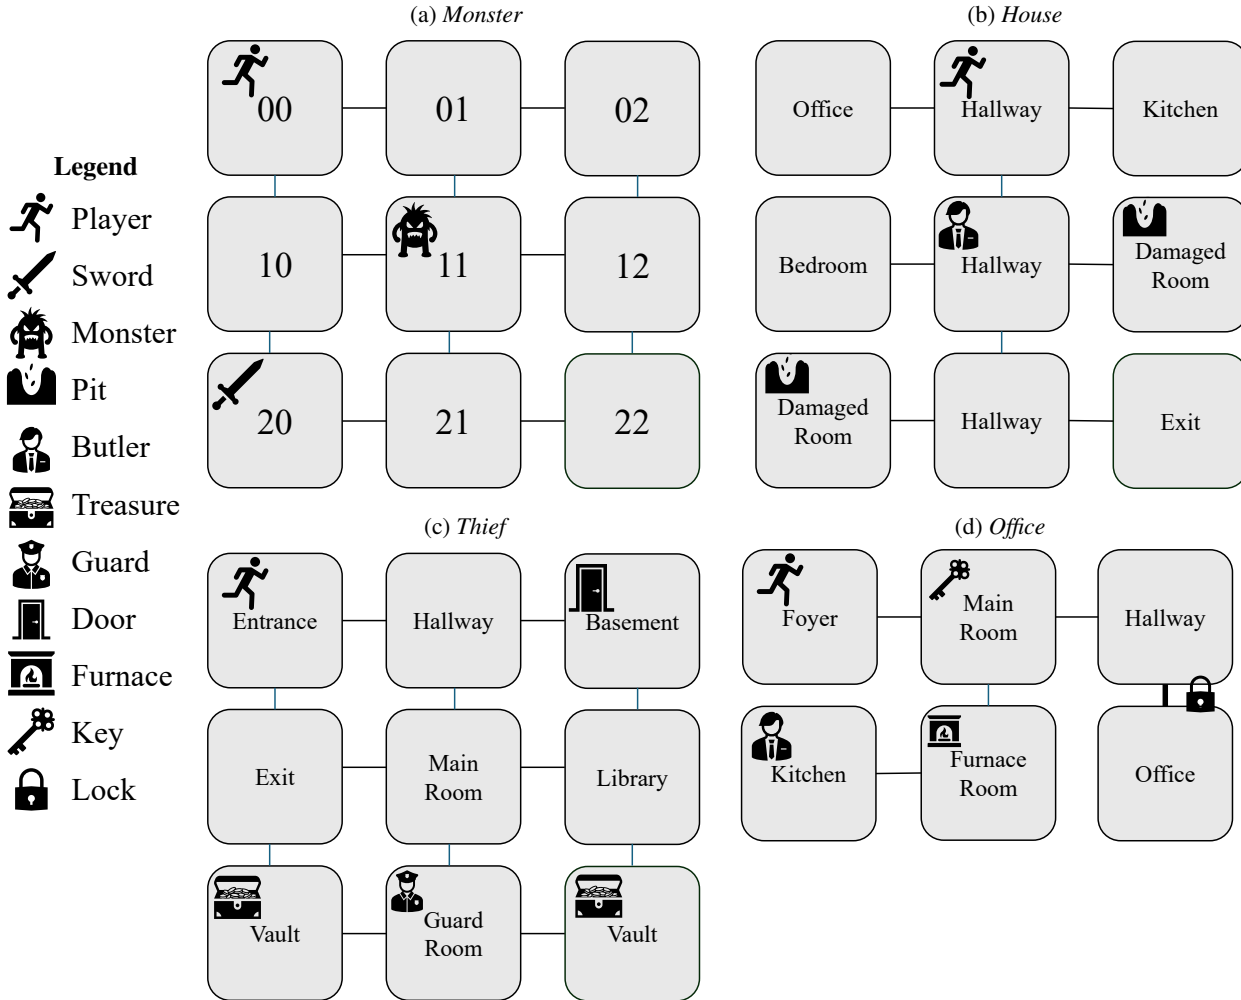 (a) Monster
(b) House
00
01
02
Office
Hallway
Kitchen
Legend
Player
Sword
Monster
Pit
Butler
Treasure
Guard
Door
Furnace
Key
Lock
10
11
12
Bedroom
Hallway
Damaged
Room
20
21
22
Damaged
Room
Hallway
Exit
(c) Thief
(d) Office
Entrance
Hallway
Basement
Foyer
Main
Room
Hallway
Exit
Main
Room
Library
Kitchen
Furnace
Room
Office
Vault
Guard
Room
Vault